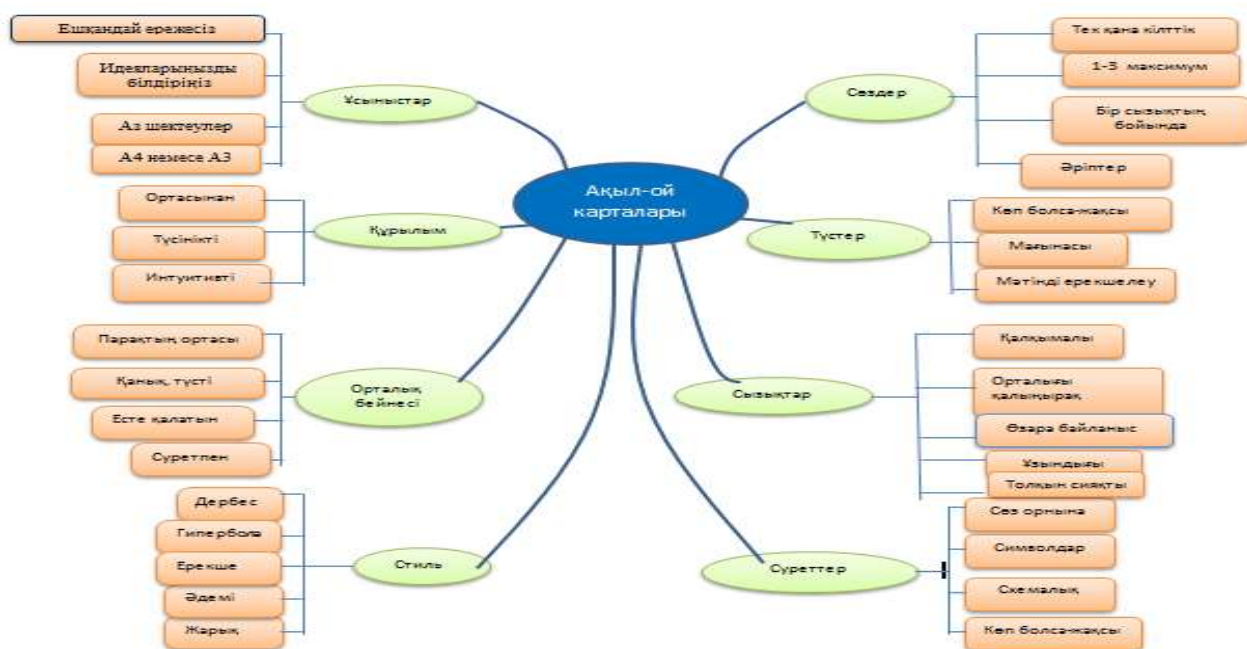 Ақыл-ой
карталары
Ұсыныстар
Ешқандай ережесіз
Идеяларыңызды
білдіріңіз
Аз шектеулер
А4 немесе А3
Құрылым
Ортасынан
Түсінікті
Интуитивті
Орталық
бейнесі
Парақтың ортасы
Қанық түсті
Есте қалатын
Суретпен
Стиль
Дербес
Гипербола
Ерекше
Әдемі
Жарық
Сөздер
Тек қана кілттік
1-3 максимум
Бір сызықтың
бойында
Әріптер
Түстер
Көп болса-жақсы
Мағынасы
Мәтінді ерекшелеу
Сызықтар
Қалқымалы
Орталығы
қалыңырақ
Өзара байланыс
Ұзындығы
Толқын сияқты
Суреттер
Сөз орнына
Символдар
Схемалық
Көп болса-жақсы